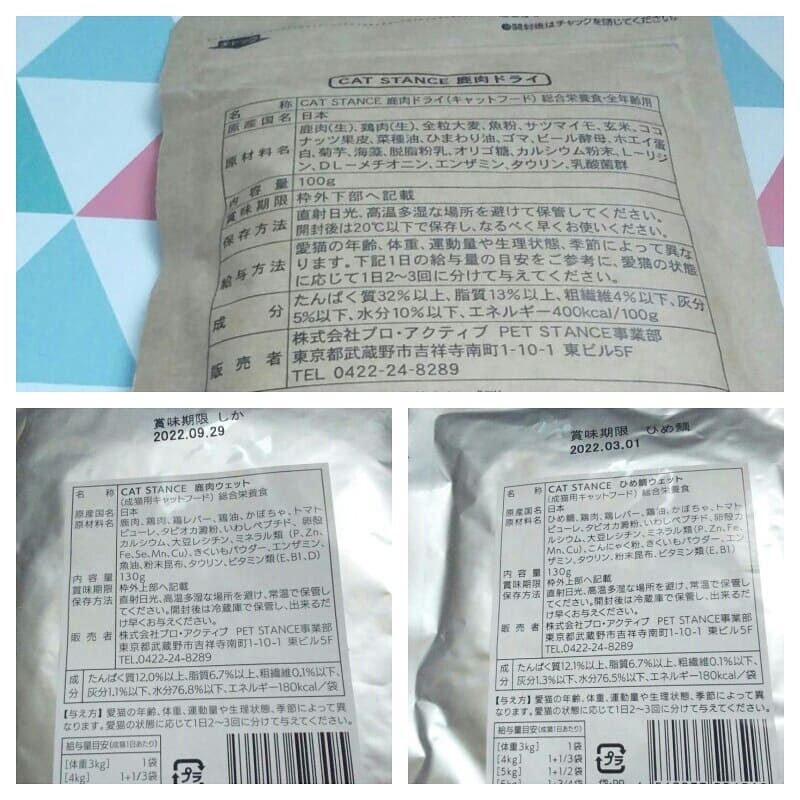 ●開封後はチャックを閉じてください。
CAT STANCE 鹿肉ドライ
名称 CAT STANCE 鹿肉ドライ(キャットフード) 総合栄養食・全年齢用
原産国名 日本
原材料名 鹿肉(生)、鶏肉(生)、全粒大麦、魚粉、サツマイモ、玄米、ココ
ナッツ果皮、菜種油、ひまわり油、ゴマ、ビール酵母、ホエイ蛋
白、菊芋、海藻、脱脂粉乳、オリゴ糖、カルシウム粉末、L-リジ
ン、DL-メチオニン、エンザミン、タウリン、乳酸菌群
内容量 100g
賞味期限 枠外下部へ記載
保存方法 直射日光、高温多湿な場所を避けて保管してください。
開封後は20℃以下で保存し、なるべく早くお使いください。
給与方法 愛猫の年齢、体重、運動量や生理状態、季節によって異な
ります。下記1日の給与量の目安をご参考に、愛猫の状態
に応じて1日2~3回に分けて与えてください。
成分 たんぱく質32%以上、脂質13%以上、粗繊維4%以下、灰分
5%以下、水分10%以下、エネルギー400kcal/100g
販売者 株式会社プロ・アクティブ PET STANCE事業部
東京都武蔵野市吉祥寺南町1-10-1 東ビル5F
TEL 0422-24-8289
賞味期限 しか
2022.09.29
名称 CAT STANCE 鹿肉ウェット
(成猫用キャットフード) 総合栄養食
原産国名 日本
原材料名 鹿肉、鶏肉、鶏レバー、鶏油、かぼちゃ、トマト
ピューレ、タピオカ澱粉、いわしペプチド、卵殻
カルシウム、大豆レシチン、ミネラル類(P,Zn,
Fe,Se,Mn,Cu)、きくいもパウダー、エンザミン、
魚油、粉末昆布、タウリン、ビタミン類(E,B1,D)
内容量 130g
賞味期限 枠外上部へ記載
保存方法 直射日光、高温多湿な場所を避け、常温で保管し
てください。開封後は冷蔵庫で保管し、出来るだ
け早くお与えください。
販売者 株式会社プロ・アクティブ PET STANCE事業部
東京都武蔵野市吉祥寺南町1-10-1 東ビル5F
TEL.0422-24-8289
成分 たんぱく質12.0%以上、脂質6.7%以上、粗繊維0.1%以下、
灰分1.1%以下、水分76.8%以下、エネルギー180kcal/袋
【与え方】愛猫の年齢、体重、運動量や生理状態、季節によって異な
ります。愛猫の状態に応じて1日2~3回に分けて与えてください。
給与量目安(成猫1日あたり)
[体重3kg] 1袋
[4kg] 1+1/3袋
プラ
賞味期限 ひめ鯛
2022.03.01
名称 CAT STANCE ひめ鯛ウェット
(成猫用キャットフード) 総合栄養食
原産国名 日本
原材料名 ひめ鯛、鶏肉、鶏レバー、鶏油、かぼちゃ、トマト
ピューレ、タピオカ澱粉、いわしペプチド、卵殻カ
ルシウム、大豆レシチン、ミネラル類(P,Zn,Fe,
Mn,Cu)、こんにゃく粉、きくいもパウダー、エンザ
ミン、粉末昆布、タウリン、ビタミン類(E,B1)
内容量 130g
賞味期限 枠外上部へ記載
保存方法 直射日光、高温多湿な場所を避け、常温で保管し
てください。開封後は冷蔵庫で保管し、出来るだ
け早くお与えください。
販売者 株式会社プロ・アクティブ PET STANCE事業部
東京都武蔵野市吉祥寺南町1-10-1 東ビル5F
TEL.0422-24-8289
成分 たんぱく質12.1%以上、脂質6.7%以上、粗繊維0.1%以下、
灰分1.3%以下、水分76.5%以下、エネルギー180kcal/袋
【与え方】愛猫の年齢、体重、運動量や生理状態、季節によって異な
ります。愛猫の状態に応じて1日2~3回に分けて与えてください。
給与量目安(成猫1日あたり)
[体重3kg] 1袋
[4kg] 1+1/3袋
[5kg] 1+1/2袋
プラ